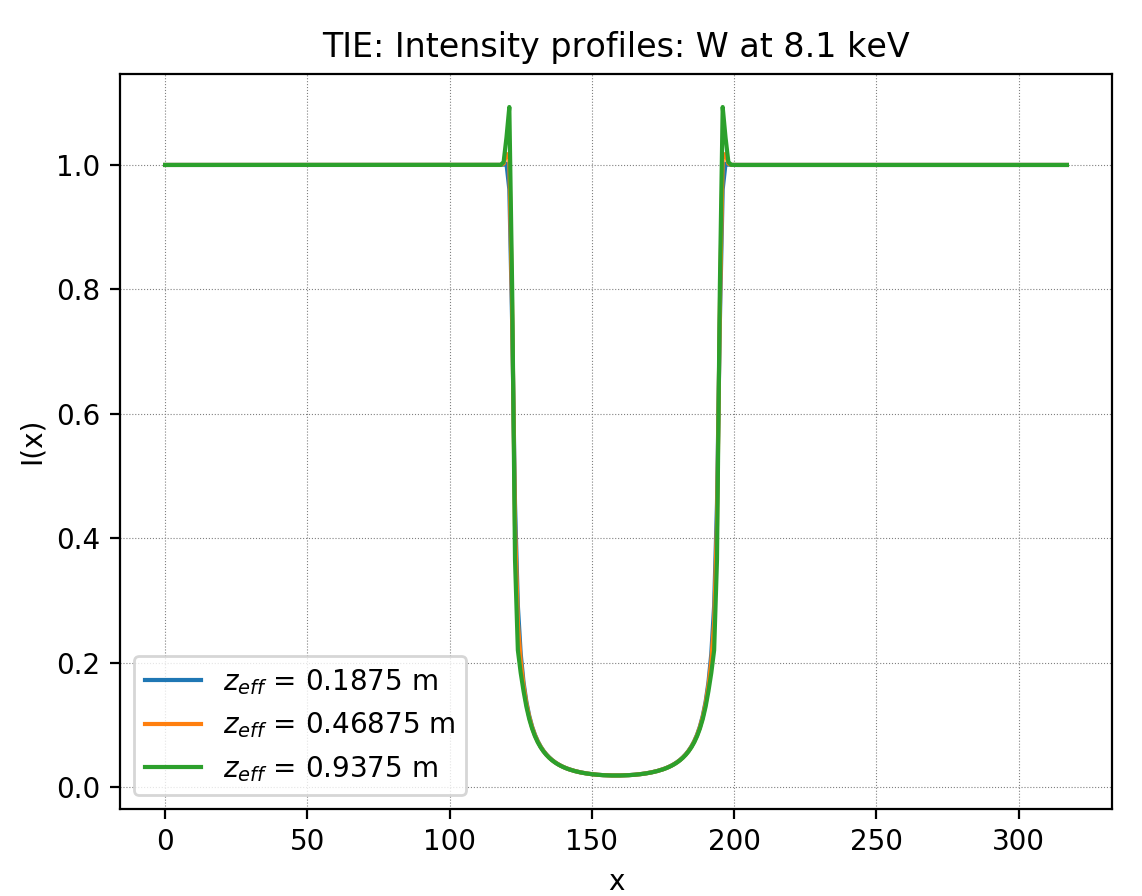 TIE: Intensity profiles: W at 8.1 keV
I(x)
1.0
0.8
0.6
0.4
0.2
0.0
z_eff = 0.1875 m
z_eff = 0.46875 m
z_eff = 0.9375 m
0 50 100 150 200 250 300
x